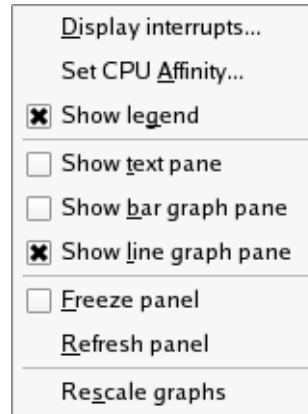 Display interrupts...
Set CPU Affinity...
Show legend
Show text pane
Show bar graph pane
Show line graph pane
Freeze panel
Refresh panel
Rescale graphs